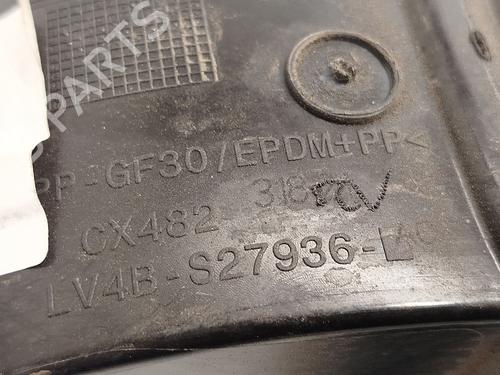 PARTS
PP-GF30/EPDM+PP<
CX482 318
LV4B-S27936-